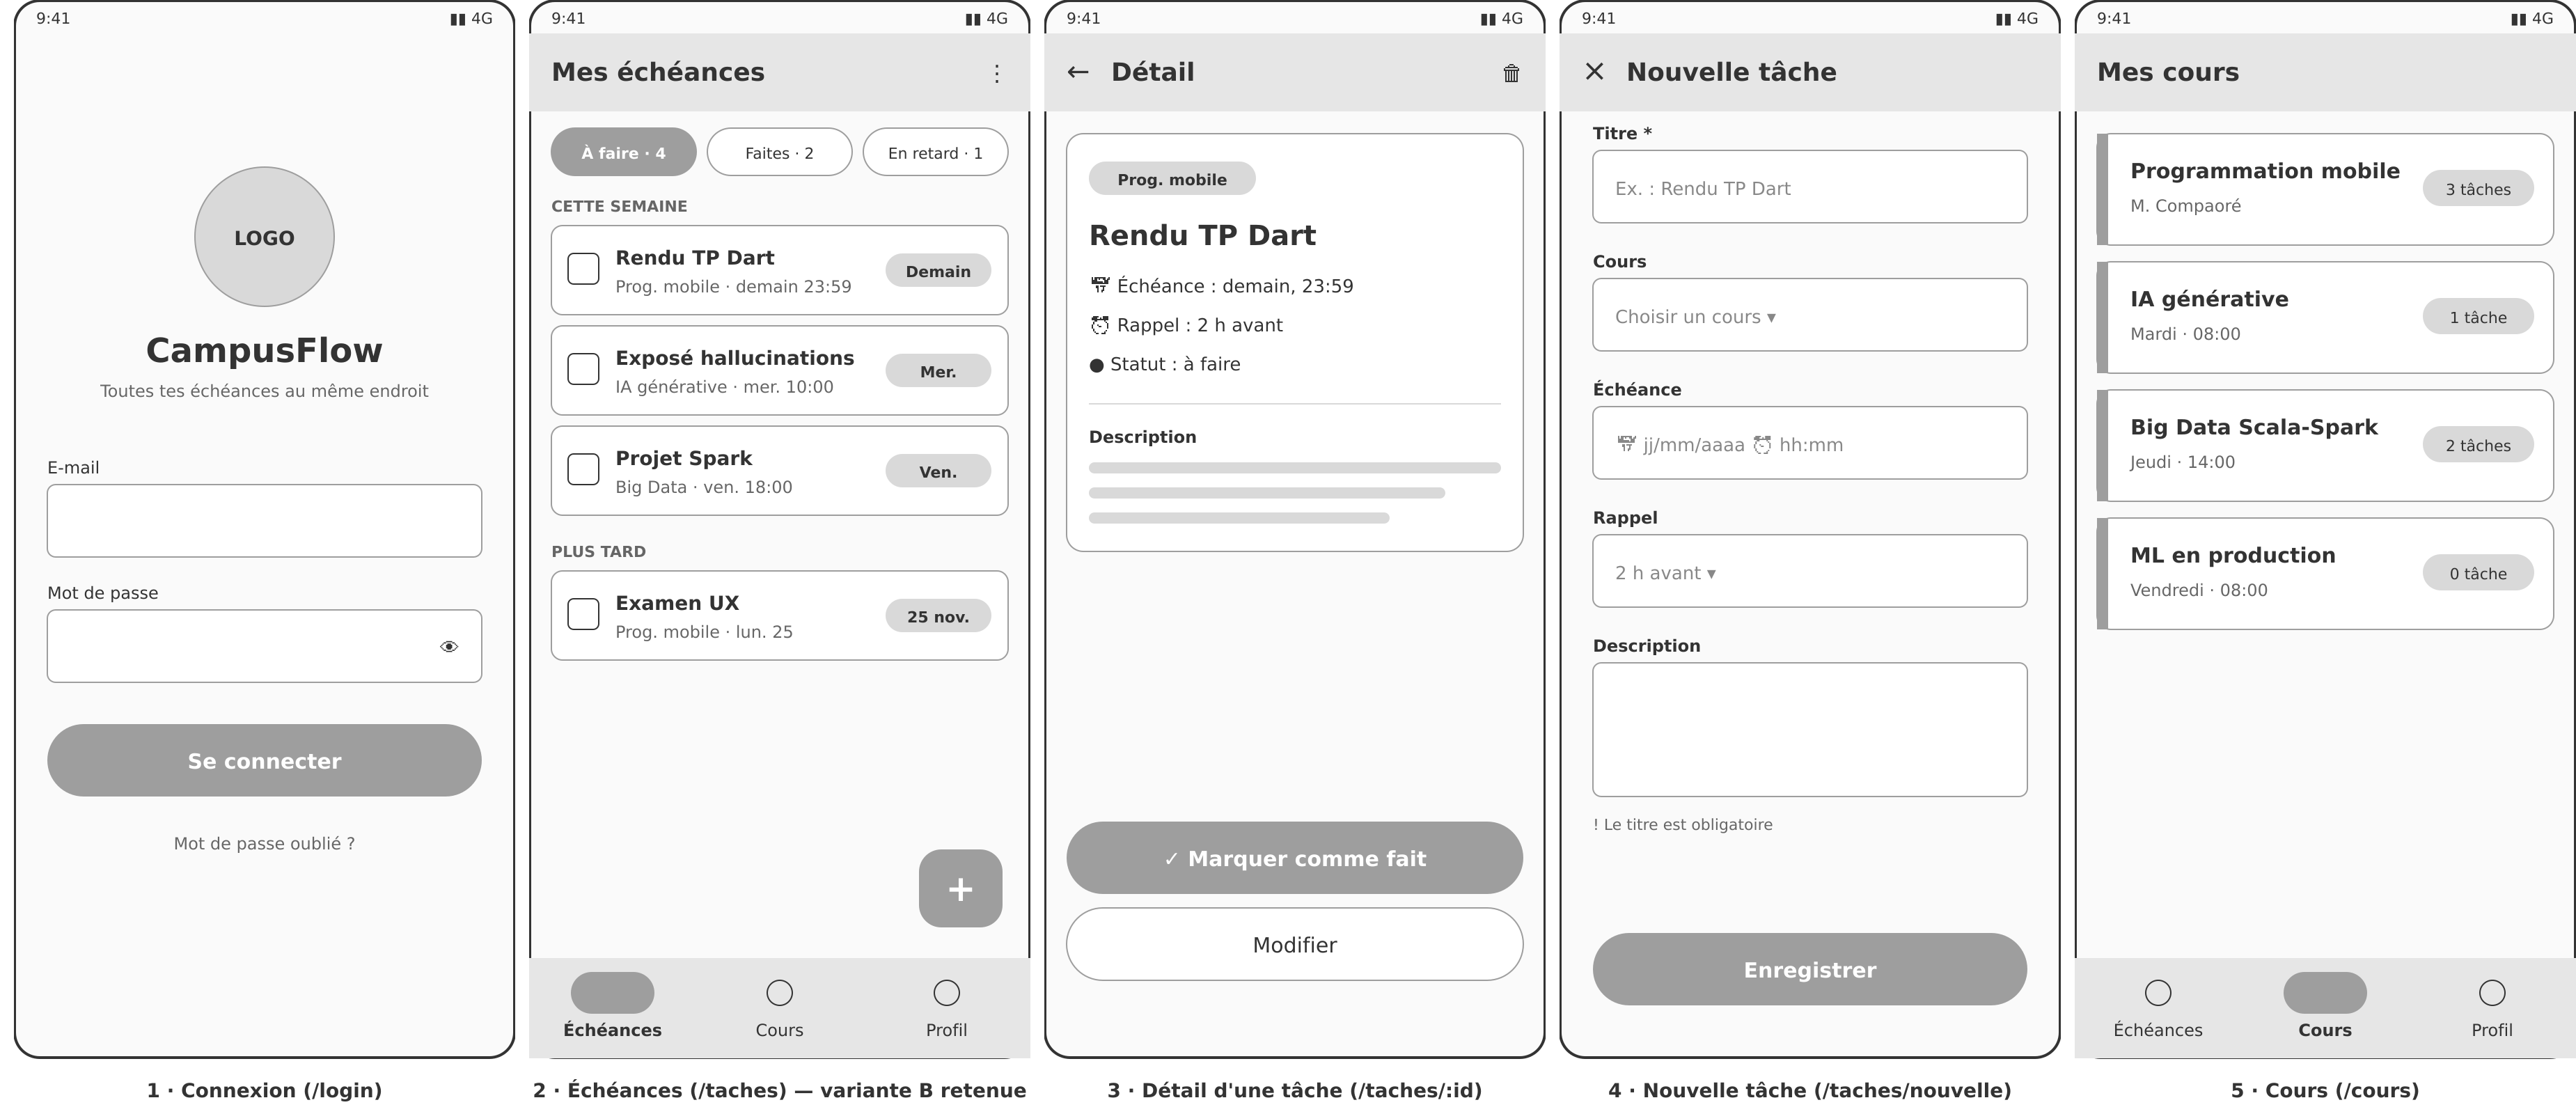 9:41 ▮▮ 4G
LOGO
CampusFlow
Toutes tes échéances au même endroit
E-mail
Mot de passe
👁
Se connecter
Mot de passe oublié ?
1 · Connexion (/login)
9:41 ▮▮ 4G
Mes échéances ⋮
À faire · 4
Faites · 2
En retard · 1
CETTE SEMAINE
Rendu TP Dart
Prog. mobile · demain 23:59
Demain
Exposé hallucinations
IA générative · mer. 10:00
Mer.
Projet Spark
Big Data · ven. 18:00
Ven.
PLUS TARD
Examen UX
Prog. mobile · lun. 25
25 nov.
+
Échéances
Cours
Profil
2 · Échéances (/taches) — variante B retenue
9:41 ▮▮ 4G
← Détail 🗑
Prog. mobile
Rendu TP Dart
📅 Échéance : demain, 23:59
⏰ Rappel : 2 h avant
● Statut : à faire
Description
✓ Marquer comme fait
Modifier
3 · Détail d'une tâche (/taches/:id)
9:41 ▮▮ 4G
✕ Nouvelle tâche
Titre *
Ex. : Rendu TP Dart
Cours
Choisir un cours ▾
Échéance
📅 jj/mm/aaaa ⏰ hh:mm
Rappel
2 h avant ▾
Description
! Le titre est obligatoire
Enregistrer
4 · Nouvelle tâche (/taches/nouvelle)
9:41 ▮▮ 4G
Mes cours
Programmation mobile
M. Compaoré
3 tâches
IA générative
Mardi · 08:00
1 tâche
Big Data Scala-Spark
Jeudi · 14:00
2 tâches
ML en production
Vendredi · 08:00
0 tâche
Échéances
Cours
Profil
5 · Cours (/cours)